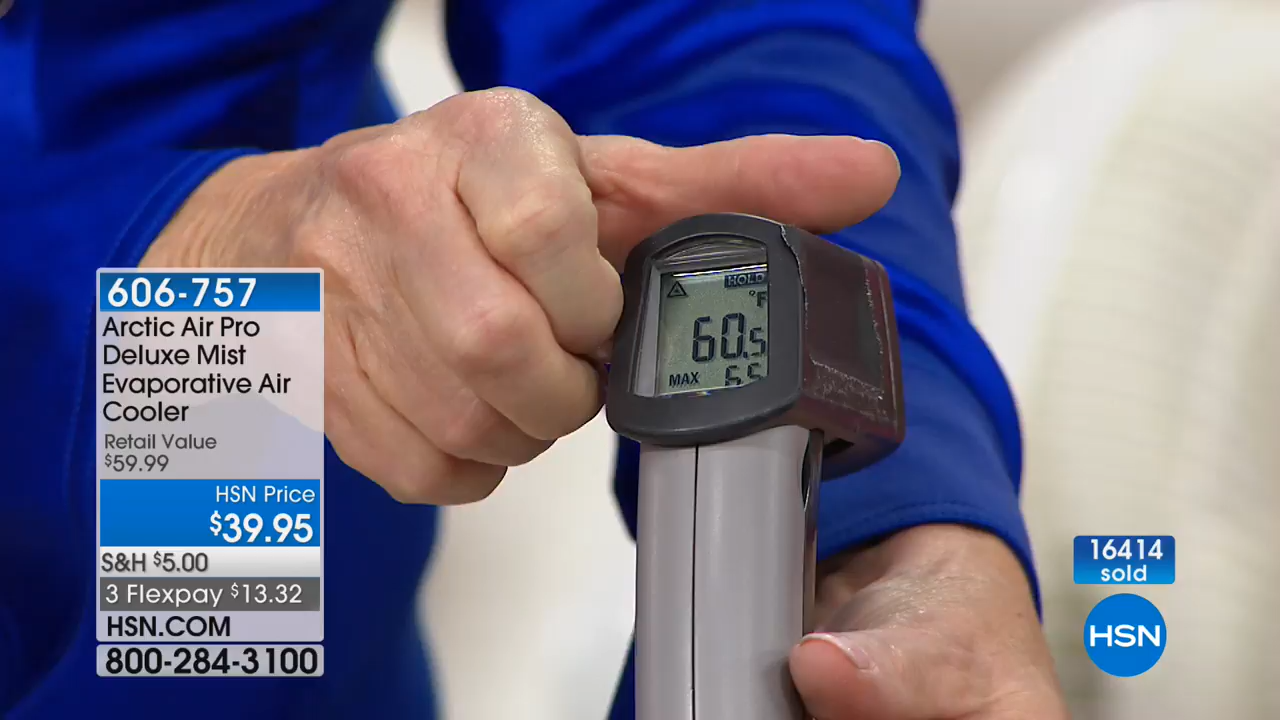 606-757
Arctic Air Pro
Deluxe Mist
Evaporative Air
Cooler
Retail Value
$59.99
HSN Price
$39.95
S&H $5.00
3 Flexpay $13.32
HSN.COM
800-284-3100
HOLD
°F
60.5
MAX
16414
sold
HSN